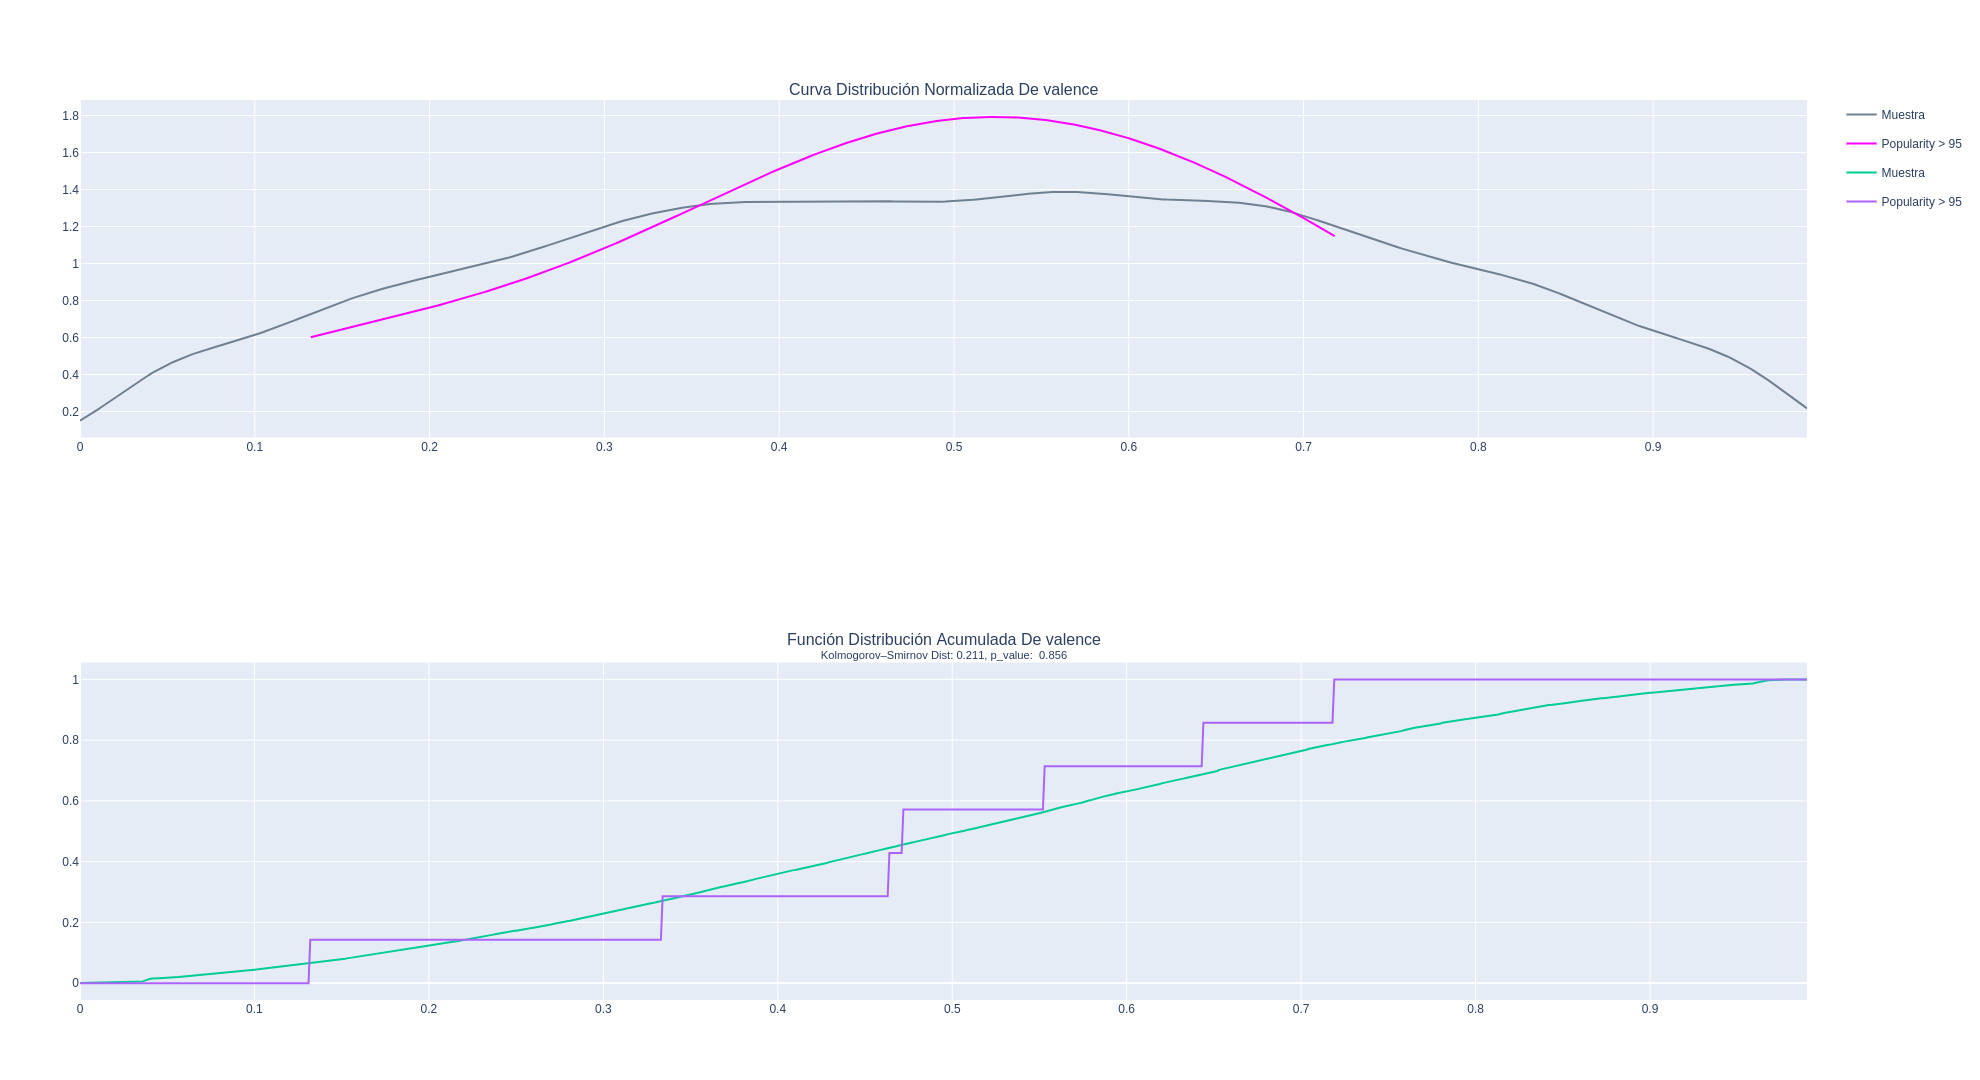 Curva Distribución Normalizada De valence
1.8
1.6
1.4
1.2
1
0.8
0.6
0.4
0.2
0 0.1 0.2 0.3 0.4 0.5 0.6 0.7 0.8 0.9
Muestra
Popularity > 95
Muestra
Popularity > 95
Función Distribución Acumulada De valence
Kolmogorov–Smirnov Dist: 0.211, p_value: 0.856
1
0.8
0.6
0.4
0.2
0
0 0.1 0.2 0.3 0.4 0.5 0.6 0.7 0.8 0.9